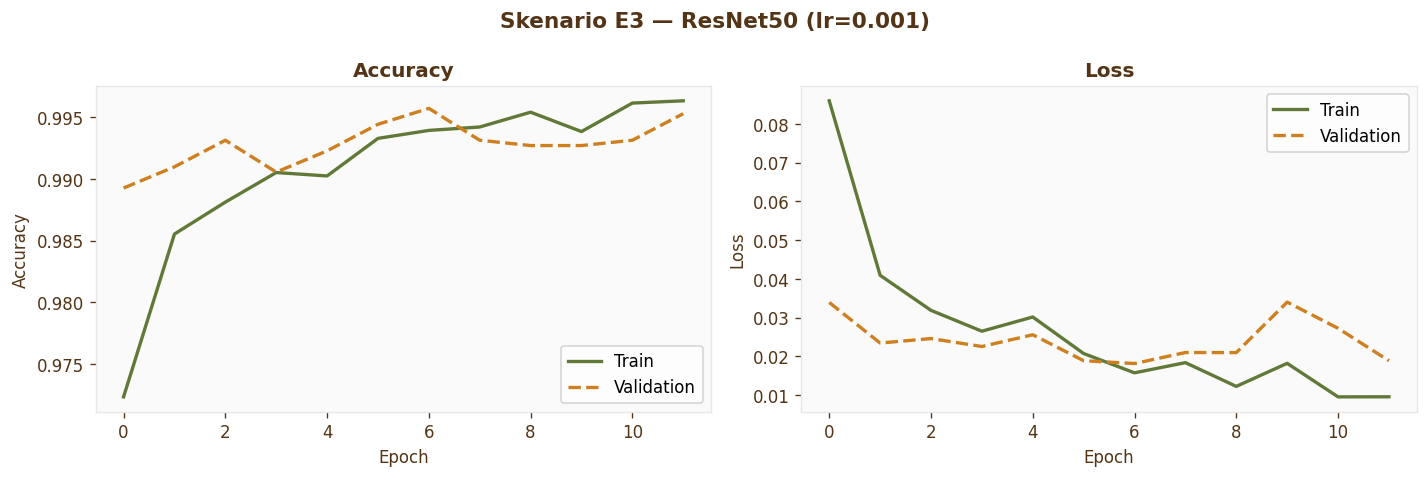 Skenario E3 — ResNet50 (lr=0.001)
Accuracy
Accuracy
0.995
0.990
0.985
0.980
0.975
0 2 4 6 8 10
Epoch
Train
Validation
Loss
Loss
0.08
0.07
0.06
0.05
0.04
0.03
0.02
0.01
0 2 4 6 8 10
Epoch
Train
Validation